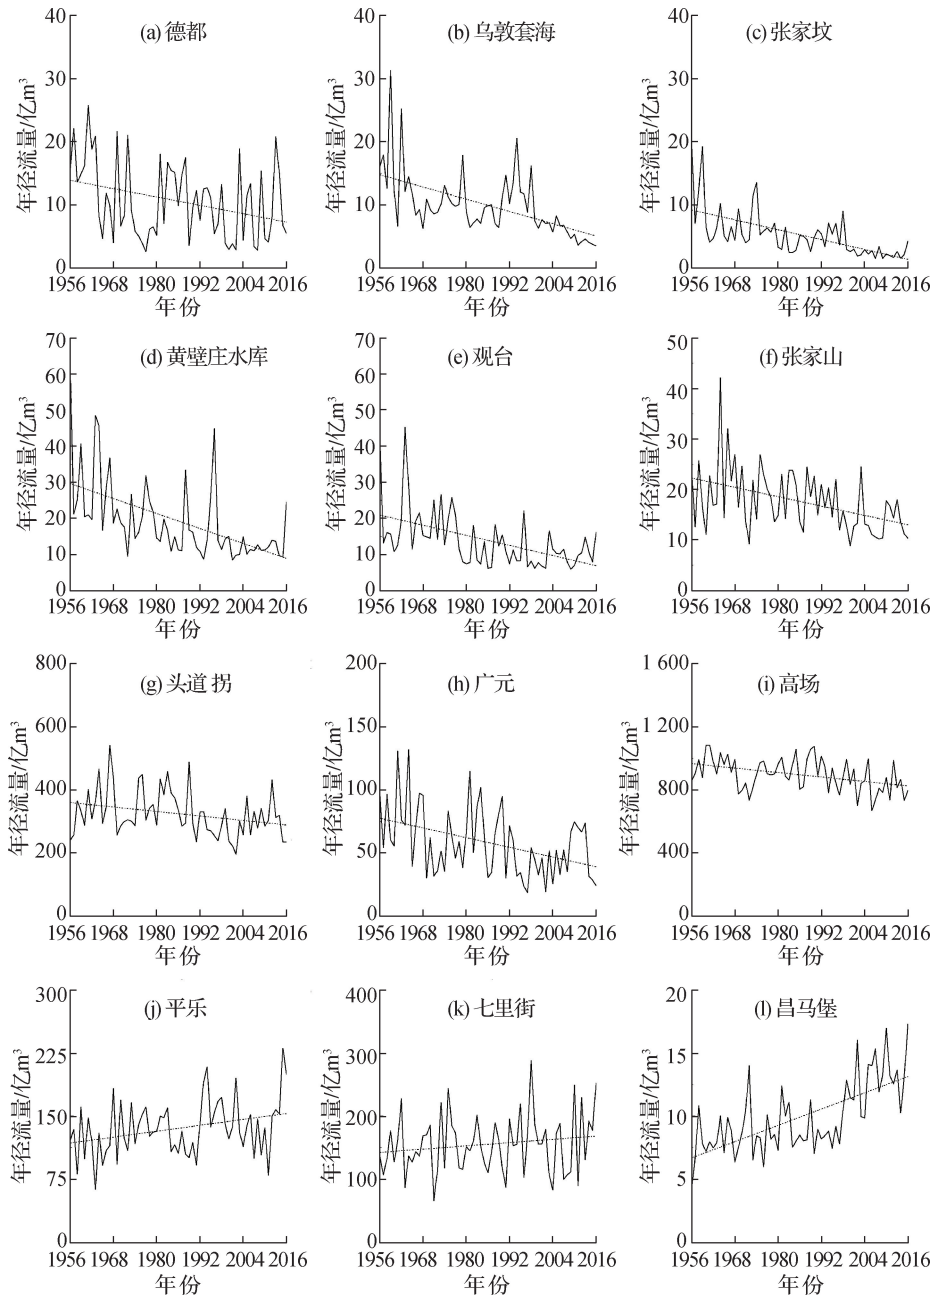 (a) 德都
年径流量/亿m³
40
30
20
10
0
1956 1968 1980 1992 2004 2016
年份
(b) 乌敦套海
年径流量/亿m³
40
30
20
10
0
1956 1968 1980 1992 2004 2016
年份
(c) 张家坟
年径流量/亿m³
40
30
20
10
0
1956 1968 1980 1992 2004 2016
年份
(d) 黄壁庄水库
年径流量/亿m³
70
60
50
40
30
20
10
0
1956 1968 1980 1992 2004 2016
年份
(e) 观台
年径流量/亿m³
70
60
50
40
30
20
10
0
1956 1968 1980 1992 2004 2016
年份
(f) 张家山
年径流量/亿m³
50
40
30
20
10
0
1956 1968 1980 1992 2004 2016
年份
(g) 头道拐
年径流量/亿m³
800
600
400
200
0
1956 1968 1980 1992 2004 2016
年份
(h) 广元
年径流量/亿m³
200
150
100
50
0
1956 1968 1980 1992 2004 2016
年份
(i) 高场
年径流量/亿m³
1 600
1 200
800
400
0
1956 1968 1980 1992 2004 2016
年份
(j) 平乐
年径流量/亿m³
300
225
150
75
0
1956 1968 1980 1992 2004 2016
年份
(k) 七里街
年径流量/亿m³
400
300
200
100
0
1956 1968 1980 1992 2004 2016
年份
(l) 昌马堡
年径流量/亿m³
20
15
10
5
0
1956 1968 1980 1992 2004 2016
年份